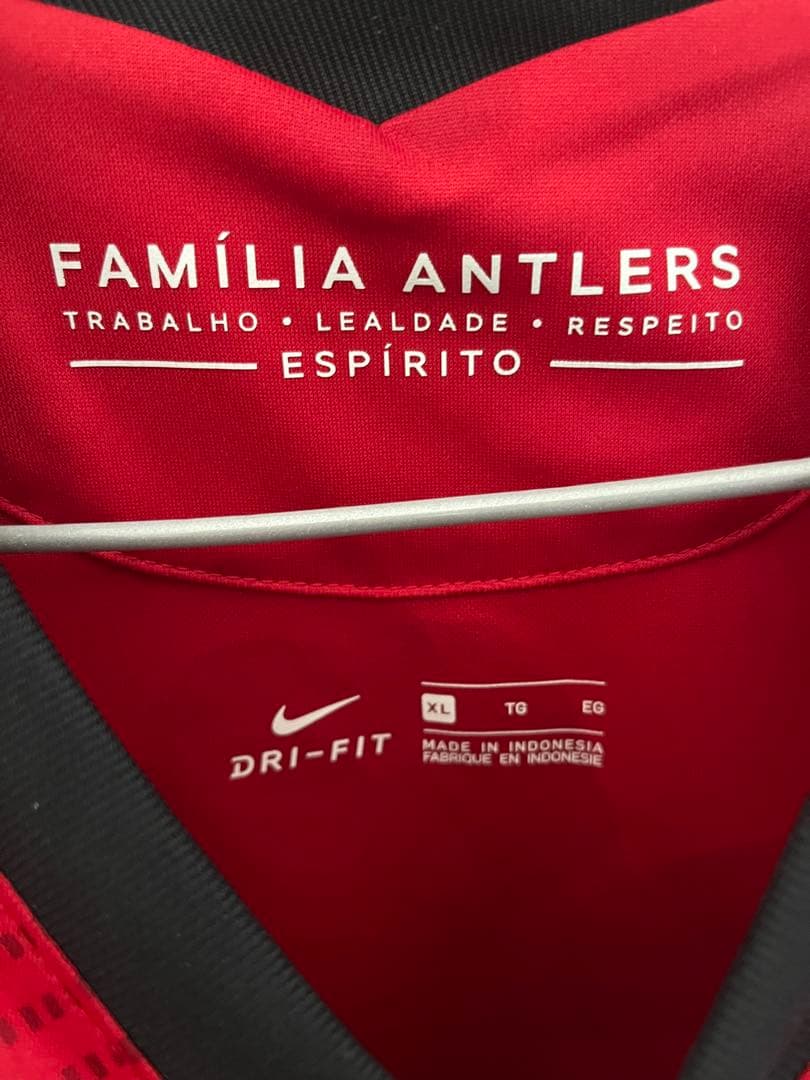 FAMÍLIA ANTLERS
TRABALHO • LEALDADE • RESPEITO
ESPÍRITO
DRI-FIT
XL TG EG
MADE IN INDONESIA
FABRIQUE EN INDONESIE